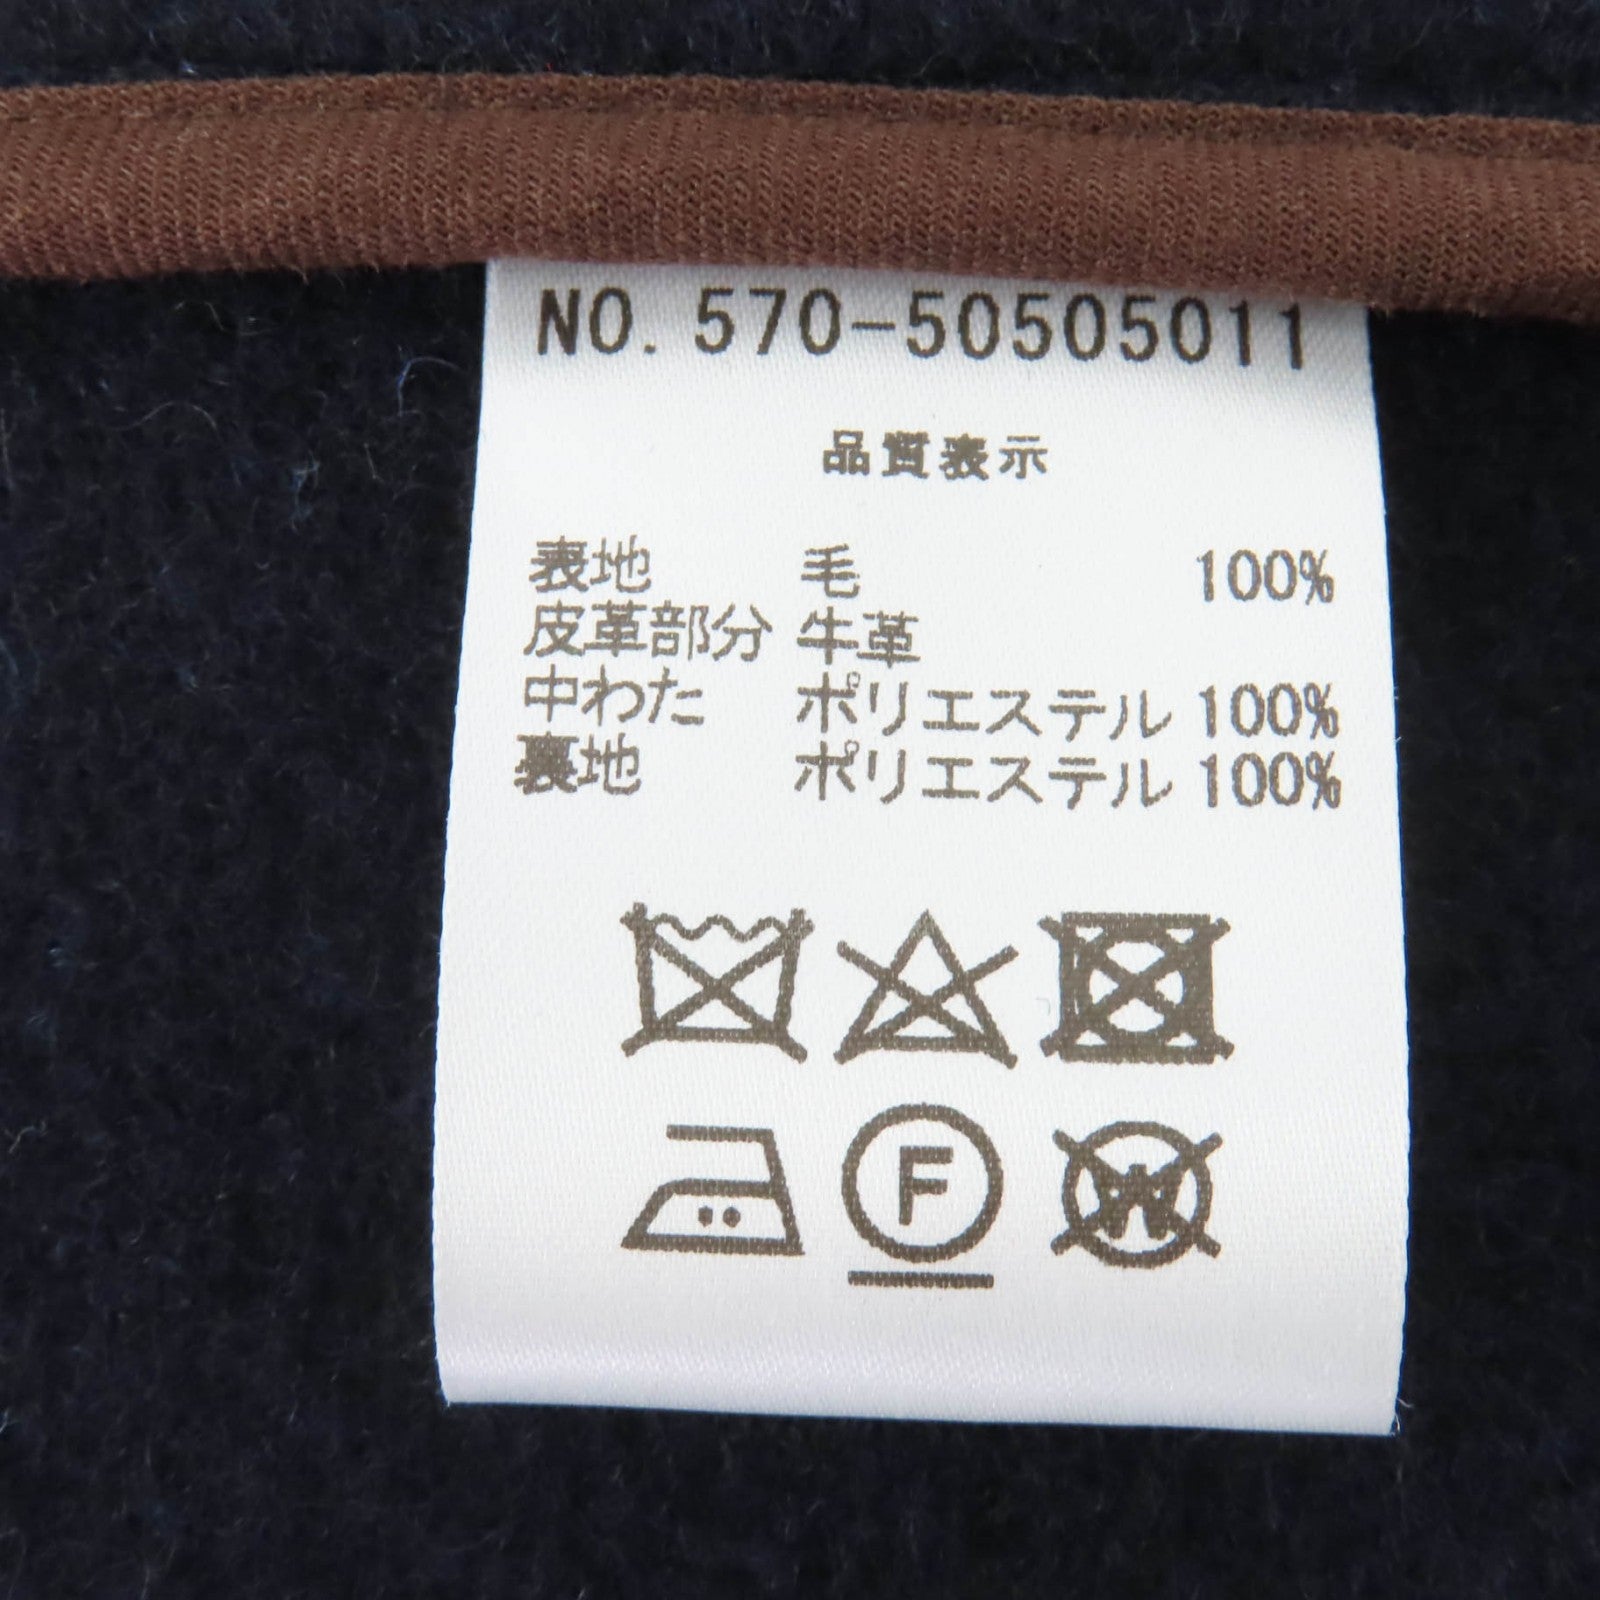 NO. 570-50505011
品質表示
表地 毛 100%
皮革部分 牛革
中わた ポリエステル 100%
裏地 ポリエステル 100%
F
W